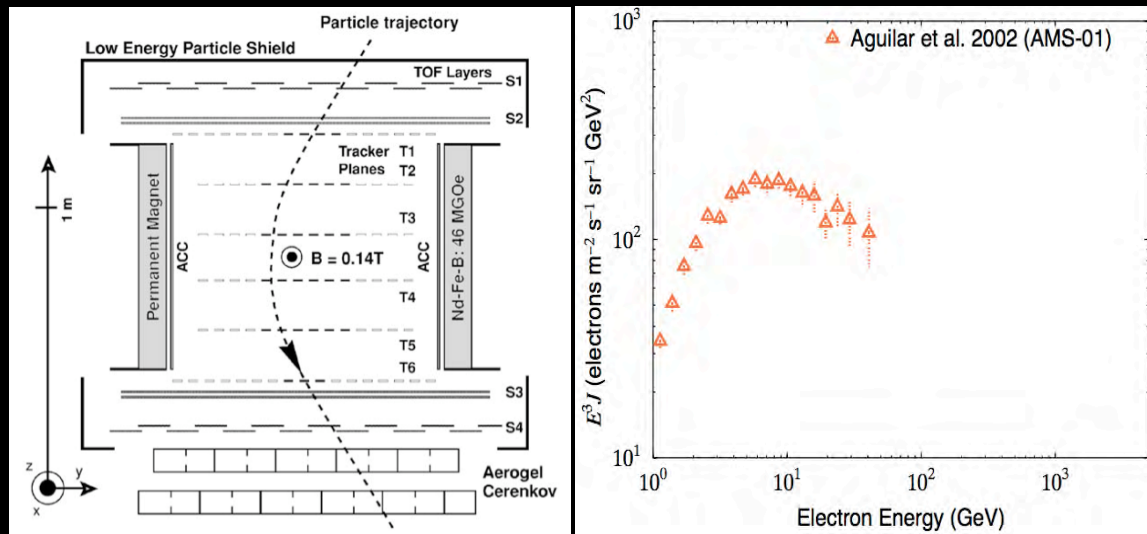 Particle trajectory
Low Energy Particle Shield
TOF Layers
S1
S2
Tracker
Planes
T1
T2
T3
T4
T5
T6
S3
S4
1 m
Permanent Magnet
ACC
B = 0.14T
ACC
Nd-Fe-B: 46 MGOe
z
y
x
Aerogel
Cerenkov
Aguilar et al. 2002 (AMS-01)
E³J (electrons m⁻² s⁻¹ sr⁻¹ GeV²)
10³
10²
10¹
10⁰
10¹
10²
10³
Electron Energy (GeV)